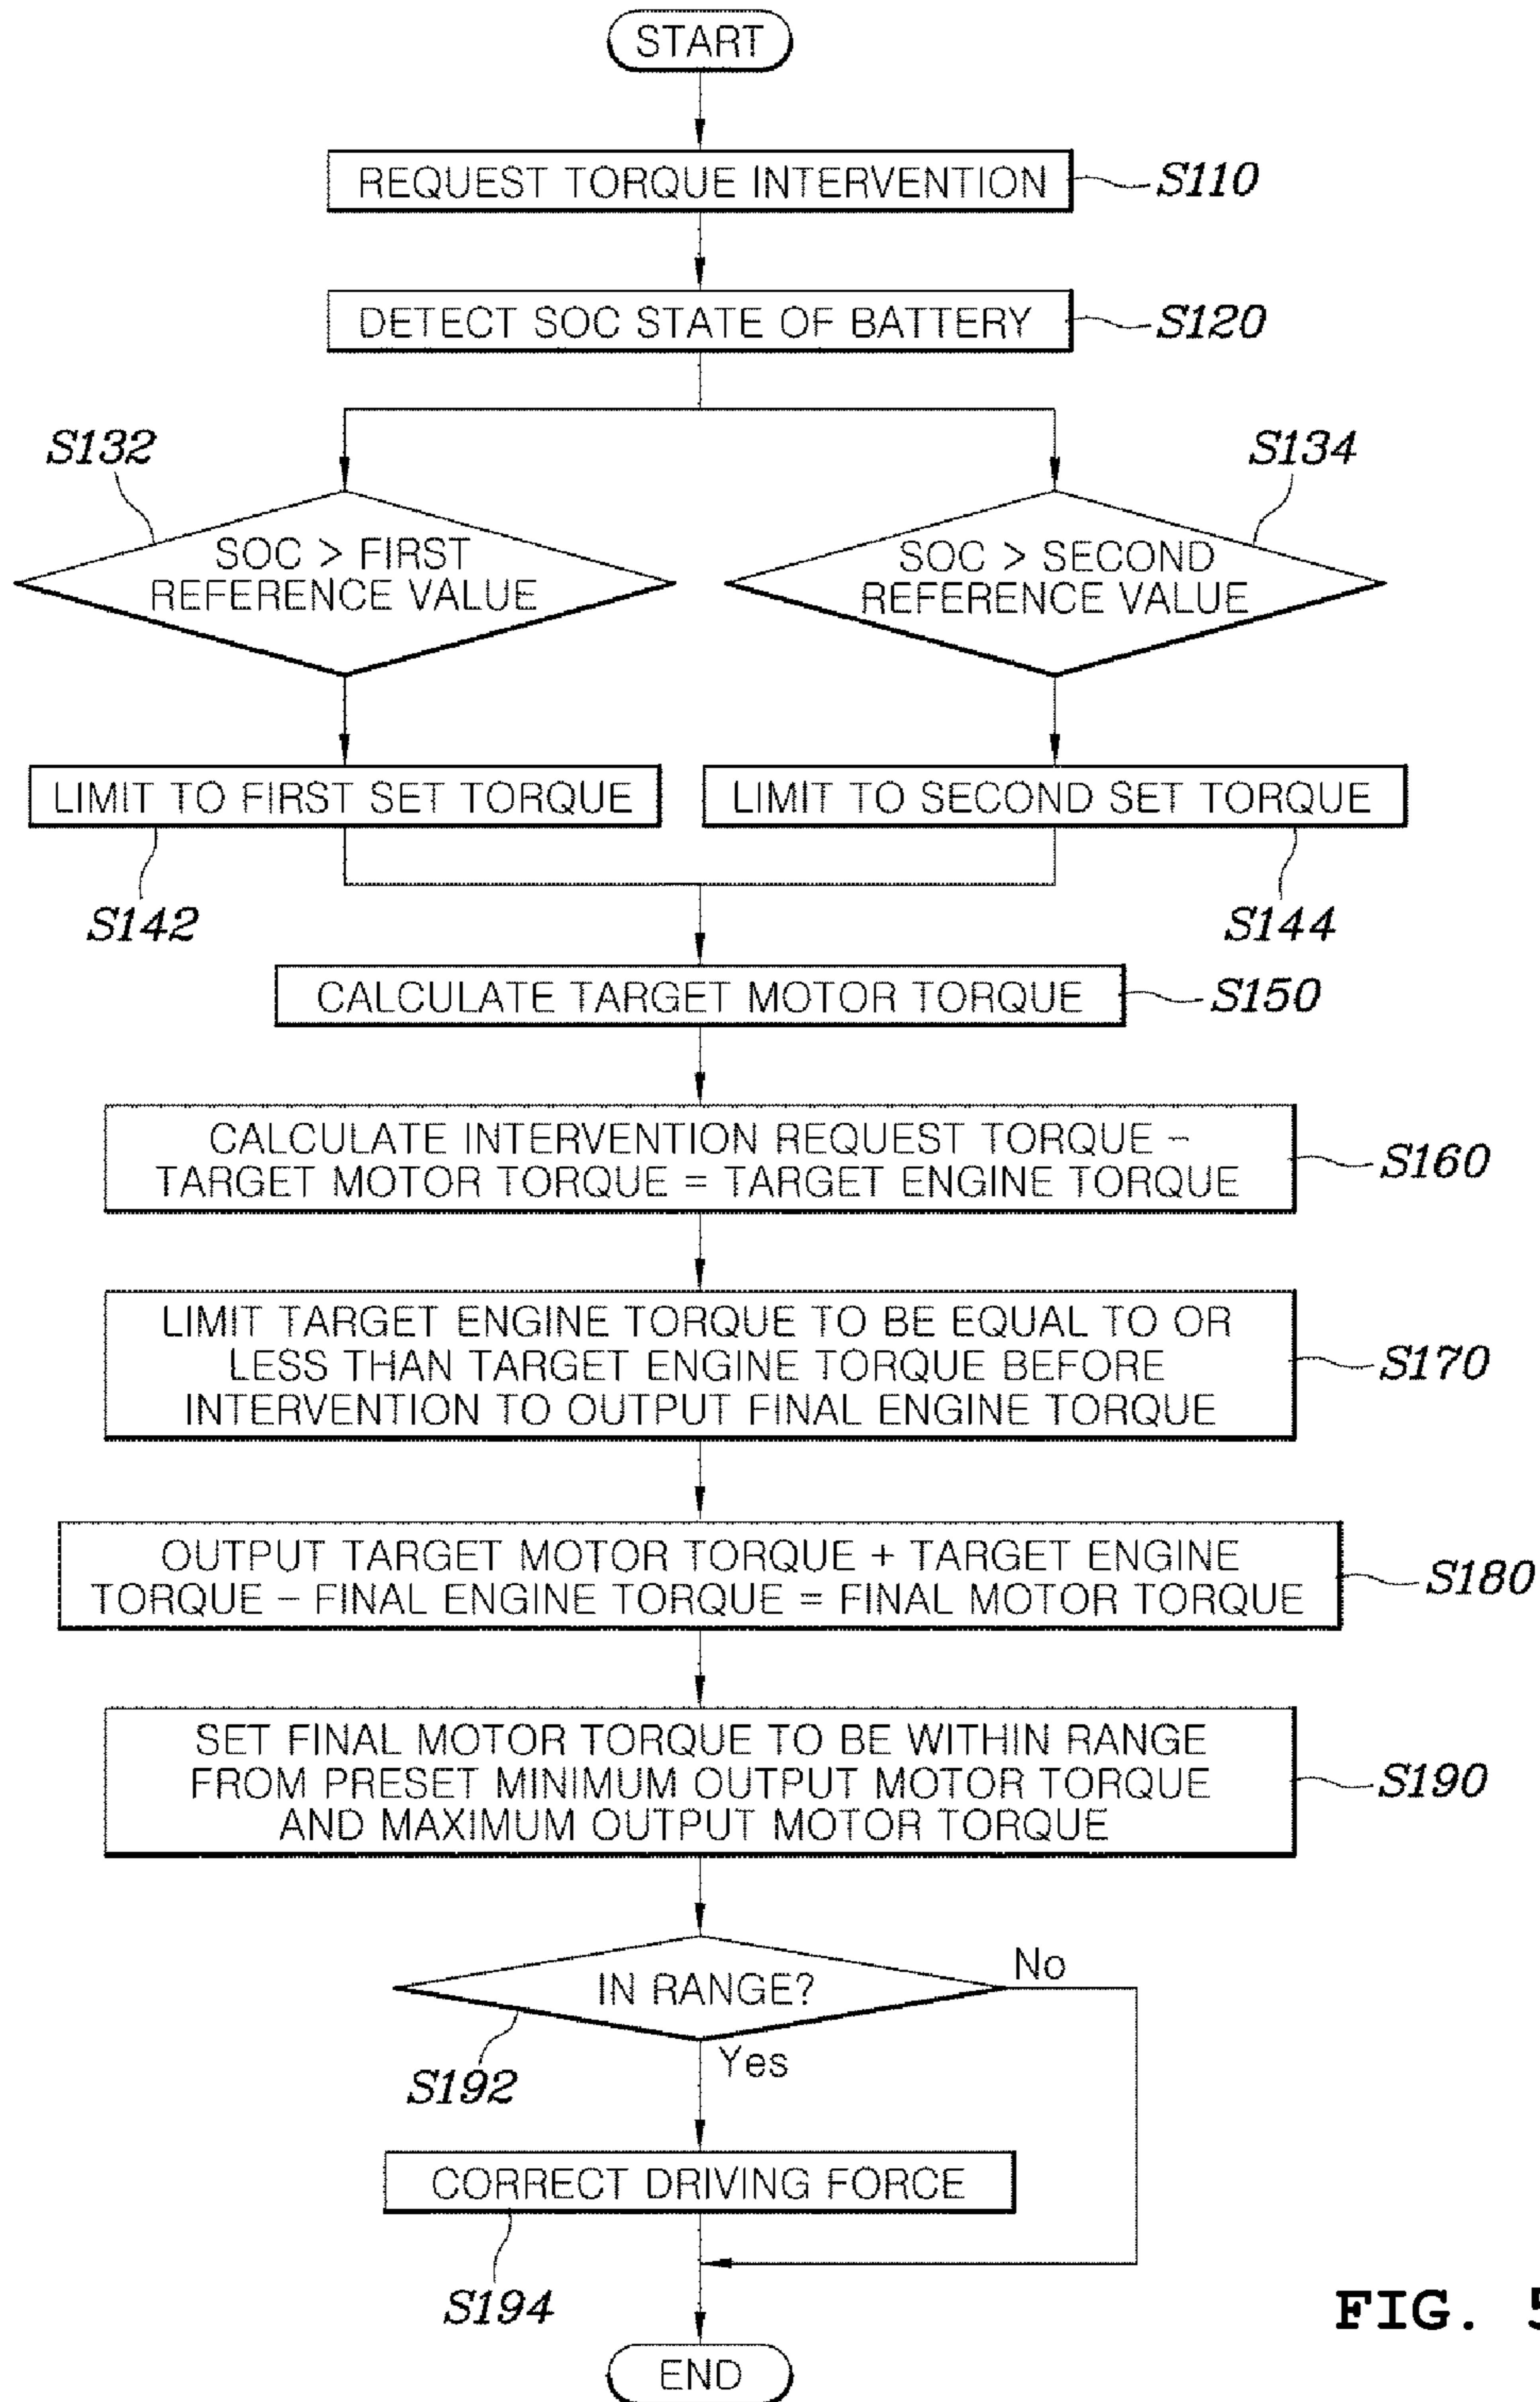 START
REQUEST TORQUE INTERVENTION
S110
DETECT SOC STATE OF BATTERY
S120
S132
S134
SOC > FIRST
REFERENCE VALUE
SOC > SECOND
REFERENCE VALUE
LIMIT TO FIRST SET TORQUE
LIMIT TO SECOND SET TORQUE
S142
S144
CALCULATE TARGET MOTOR TORQUE
S150
CALCULATE INTERVENTION REQUEST TORQUE –
TARGET MOTOR TORQUE = TARGET ENGINE TORQUE
S160
LIMIT TARGET ENGINE TORQUE TO BE EQUAL TO OR
LESS THAN TARGET ENGINE TORQUE BEFORE
INTERVENTION TO OUTPUT FINAL ENGINE TORQUE
S170
OUTPUT TARGET MOTOR TORQUE + TARGET ENGINE
TORQUE – FINAL ENGINE TORQUE = FINAL MOTOR TORQUE
S180
SET FINAL MOTOR TORQUE TO BE WITHIN RANGE
FROM PRESET MINIMUM OUTPUT MOTOR TORQUE
AND MAXIMUM OUTPUT MOTOR TORQUE
S190
IN RANGE?
No
Yes
S192
CORRECT DRIVING FORCE
S194
END
FIG. 5